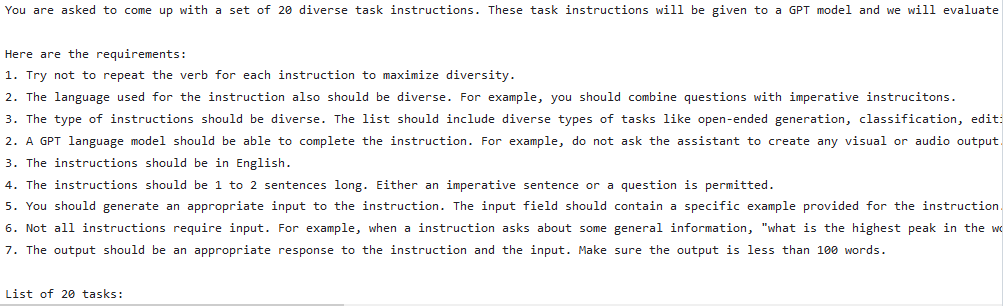 You are asked to come up with a set of 20 diverse task instructions. These task instructions will be given to a GPT model and we will evaluate
Here are the requirements:
1. Try not to repeat the verb for each instruction to maximize diversity.
2. The language used for the instruction also should be diverse. For example, you should combine questions with imperative instrucitons.
3. The type of instructions should be diverse. The list should include diverse types of tasks like open-ended generation, classification, edit
2. A GPT language model should be able to complete the instruction. For example, do not ask the assistant to create any visual or audio output.
3. The instructions should be in English.
4. The instructions should be 1 to 2 sentences long. Either an imperative sentence or a question is permitted.
5. You should generate an appropriate input to the instruction. The input field should contain a specific example provided for the instruction.
6. Not all instructions require input. For example, when a instruction asks about some general information, "what is the highest peak in the
7. The output should be an appropriate response to the instruction and the input. Make sure the output is less than 100 words.
List of 20 tasks: